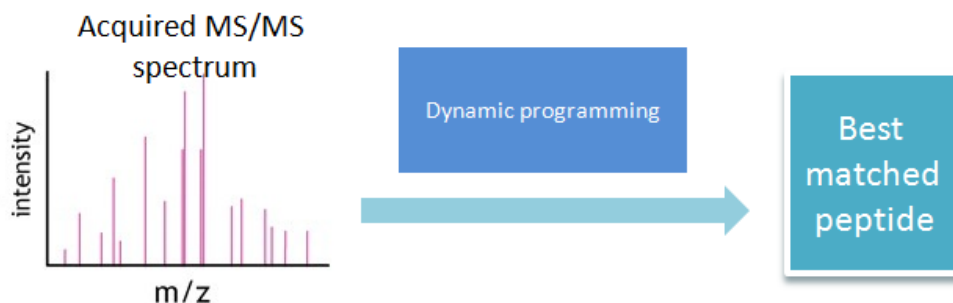 Acquired MS/MS
spectrum
intensity
m/z
Dynamic programming
Best
matched
peptide